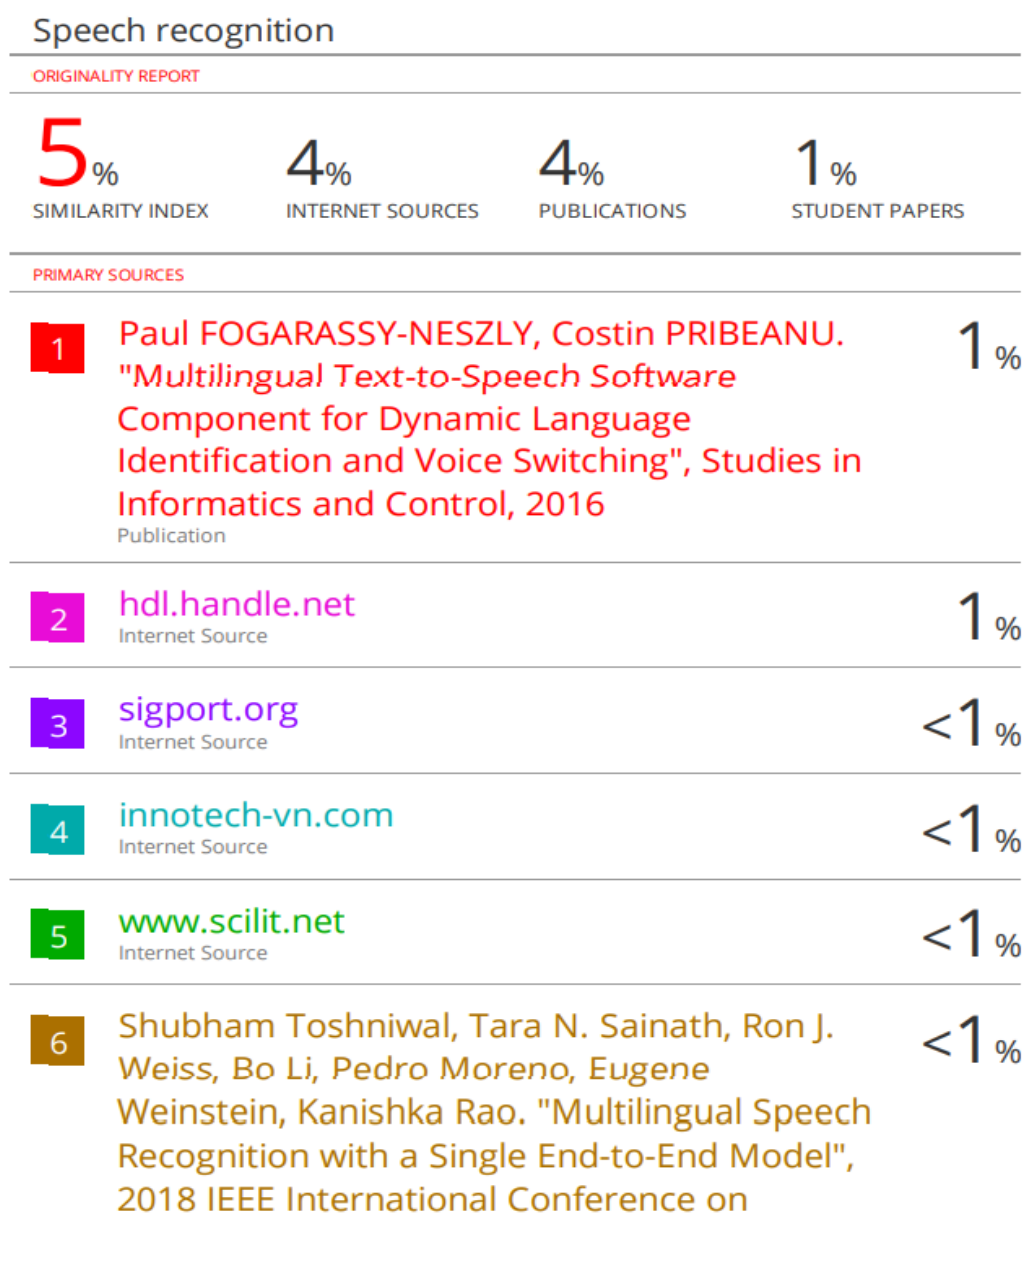 Speech recognition
ORIGINALITY REPORT
5% 4% 4% 1%
SIMILARITY INDEX INTERNET SOURCES PUBLICATIONS STUDENT PAPERS
PRIMARY SOURCES
1 Paul FOGARASSY-NESZLY, Costin PRIBEANU. 1%
"Multilingual Text-to-Speech Software
Component for Dynamic Language
Identification and Voice Switching", Studies in
Informatics and Control, 2016
Publication
2 hdl.handle.net 1%
Internet Source
3 sigport.org <1%
Internet Source
4 innotech-vn.com <1%
Internet Source
5 www.scilit.net <1%
Internet Source
6 Shubham Toshniwal, Tara N. Sainath, Ron J. <1%
Weiss, Bo Li, Pedro Moreno, Eugene
Weinstein, Kanishka Rao. "Multilingual Speech
Recognition with a Single End-to-End Model",
2018 IEEE International Conference on